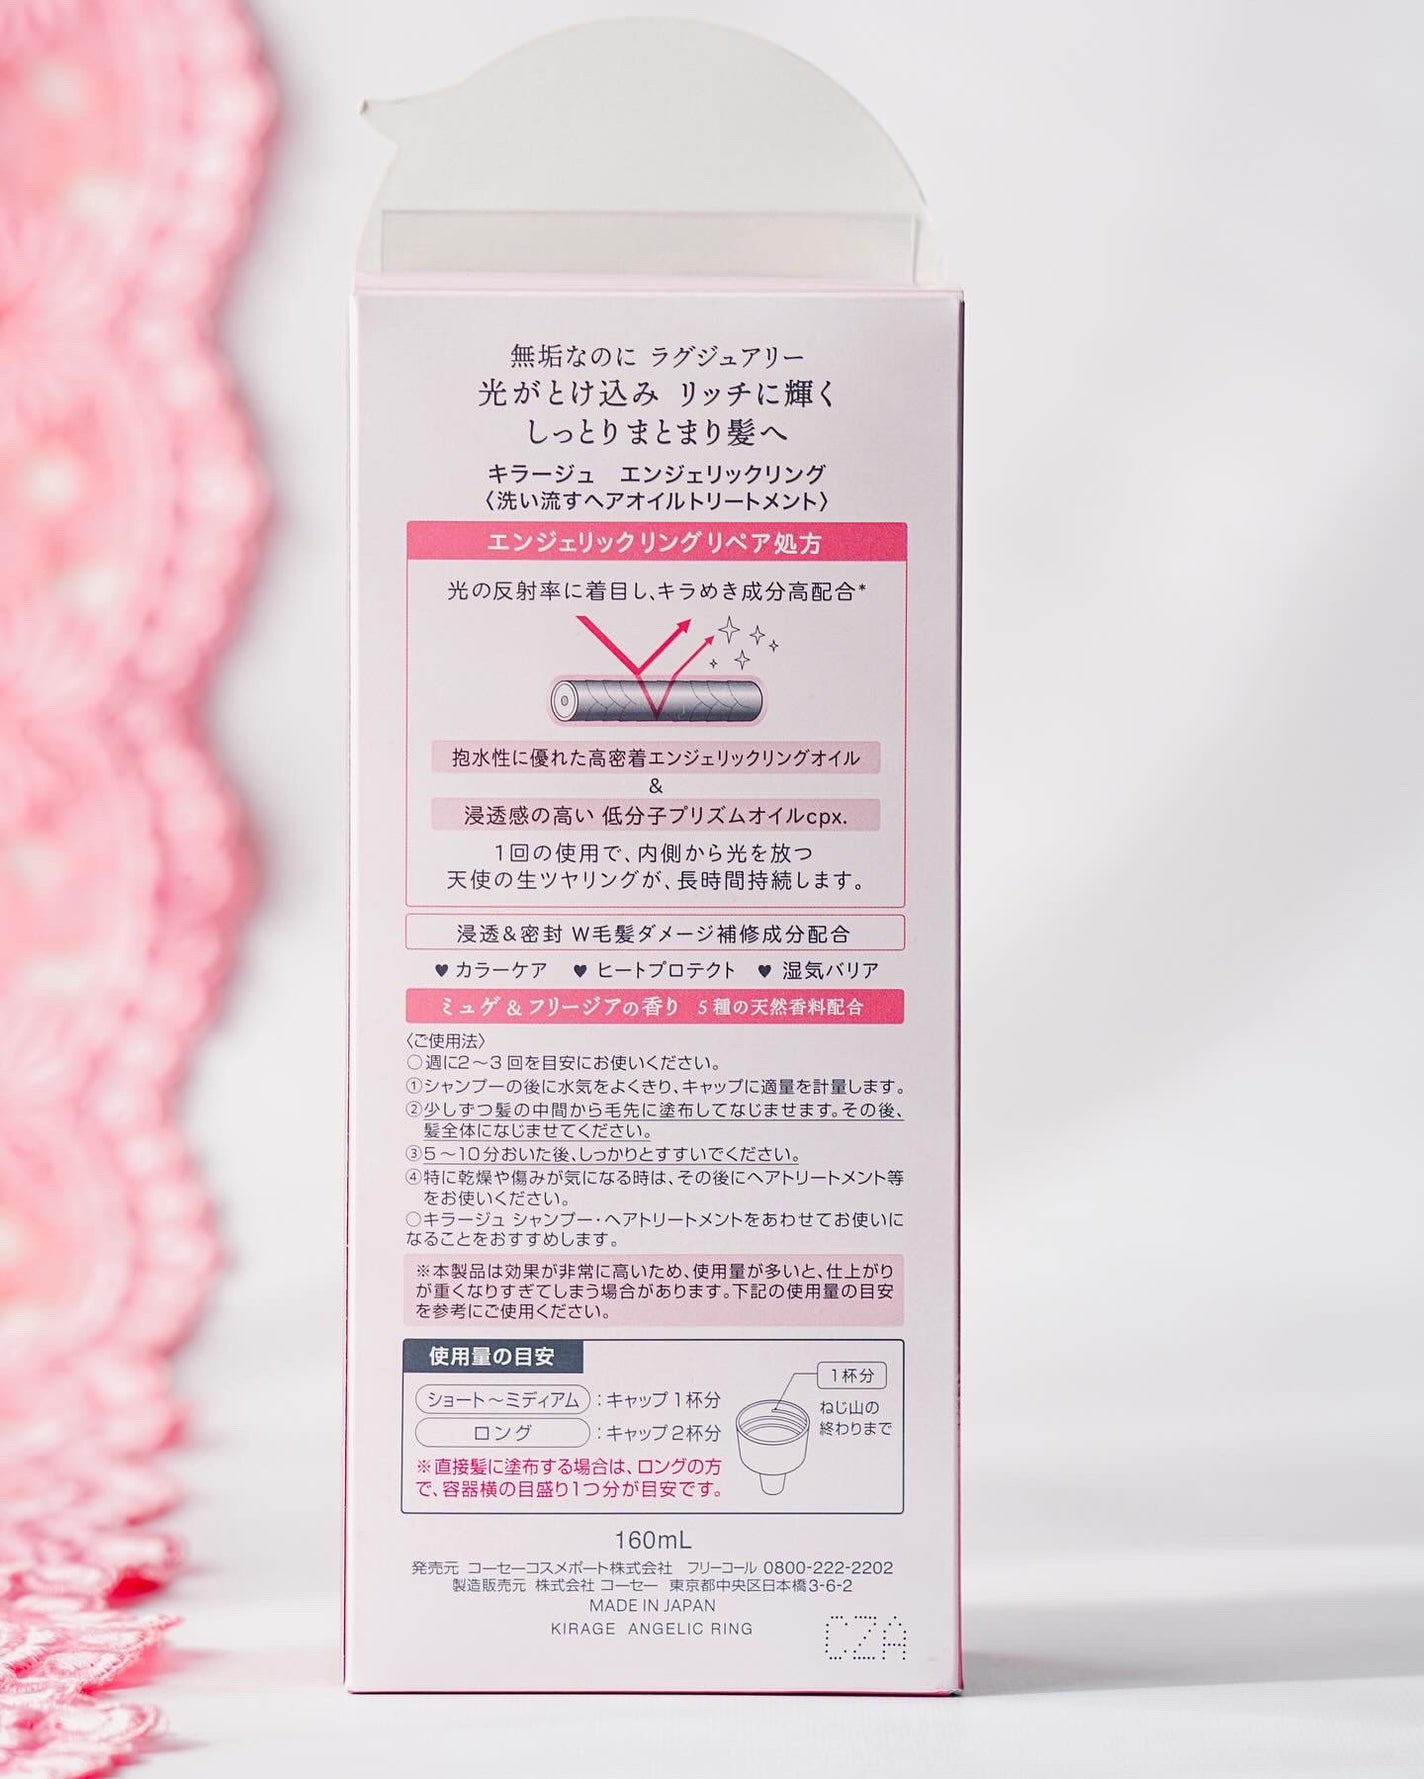 無垢なのに ラグジュアリー
光がとけ込み リッチに輝く
しっとりまとまり髪へ
キラージュ　エンジェリックリング
〈洗い流すヘアオイルトリートメント〉
エンジェリックリングリペア処方
光の反射率に着目し、キラめき成分高配合*
抱水性に優れた高密着エンジェリックリングオイル
&
浸透感の高い 低分子プリズムオイルcpx.
1回の使用で、内側から光を放つ
天使の生ツヤリングが、長時間持続します。
浸透&密封 W毛髪ダメージ補修成分配合
♥ カラーケア ♥ ヒートプロテクト ♥ 湿気バリア
ミュゲ&フリージアの香り 5種の天然香料配合
〈ご使用法〉
○週に2～3回を目安にお使いください。
①シャンプーの後に水気をよくきり、キャップに適量を計量します。
②少しずつ髪の中間から毛先に塗布してなじませます。その後、
髪全体になじませてください。
③5～10分おいた後、しっかりとすすいでください。
④特に乾燥や傷みが気になる時は、その後にヘアトリートメント等
をお使いください。
○キラージュ シャンプー・ヘアトリートメントをあわせてお使いに
なることをおすすめします。
※本製品は効果が非常に高いため、使用量が多いと、仕上がり
が重くなりすぎてしまう場合があります。下記の使用量の目安
を参考にご使用ください。
使用量の目安
ショート～ミディアム：キャップ1杯分
ロング：キャップ2杯分
※直接髪に塗布する場合は、ロングの方
で、容器横の目盛り1つ分が目安です。
1杯分
ねじ山の
終わりまで
160mL
発売元 コーセーコスメポート株式会社　フリーコール 0800-222-2202
製造販売元 株式会社 コーセー　東京都中央区日本橋3-6-2
MADE IN JAPAN
KIRAGE ANGELIC RING
CZA